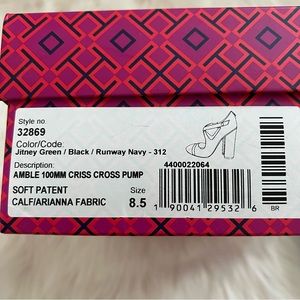 Style no.
32869
Color/Code:
Jitney Green / Black / Runway Navy - 312
Description:
4400022064
AMBLE 100MM CRISS CROSS PUMP
SOFT PATENT
Size
CALF/ARIANNA FABRIC
8.5
1 90041 29532 6
BR